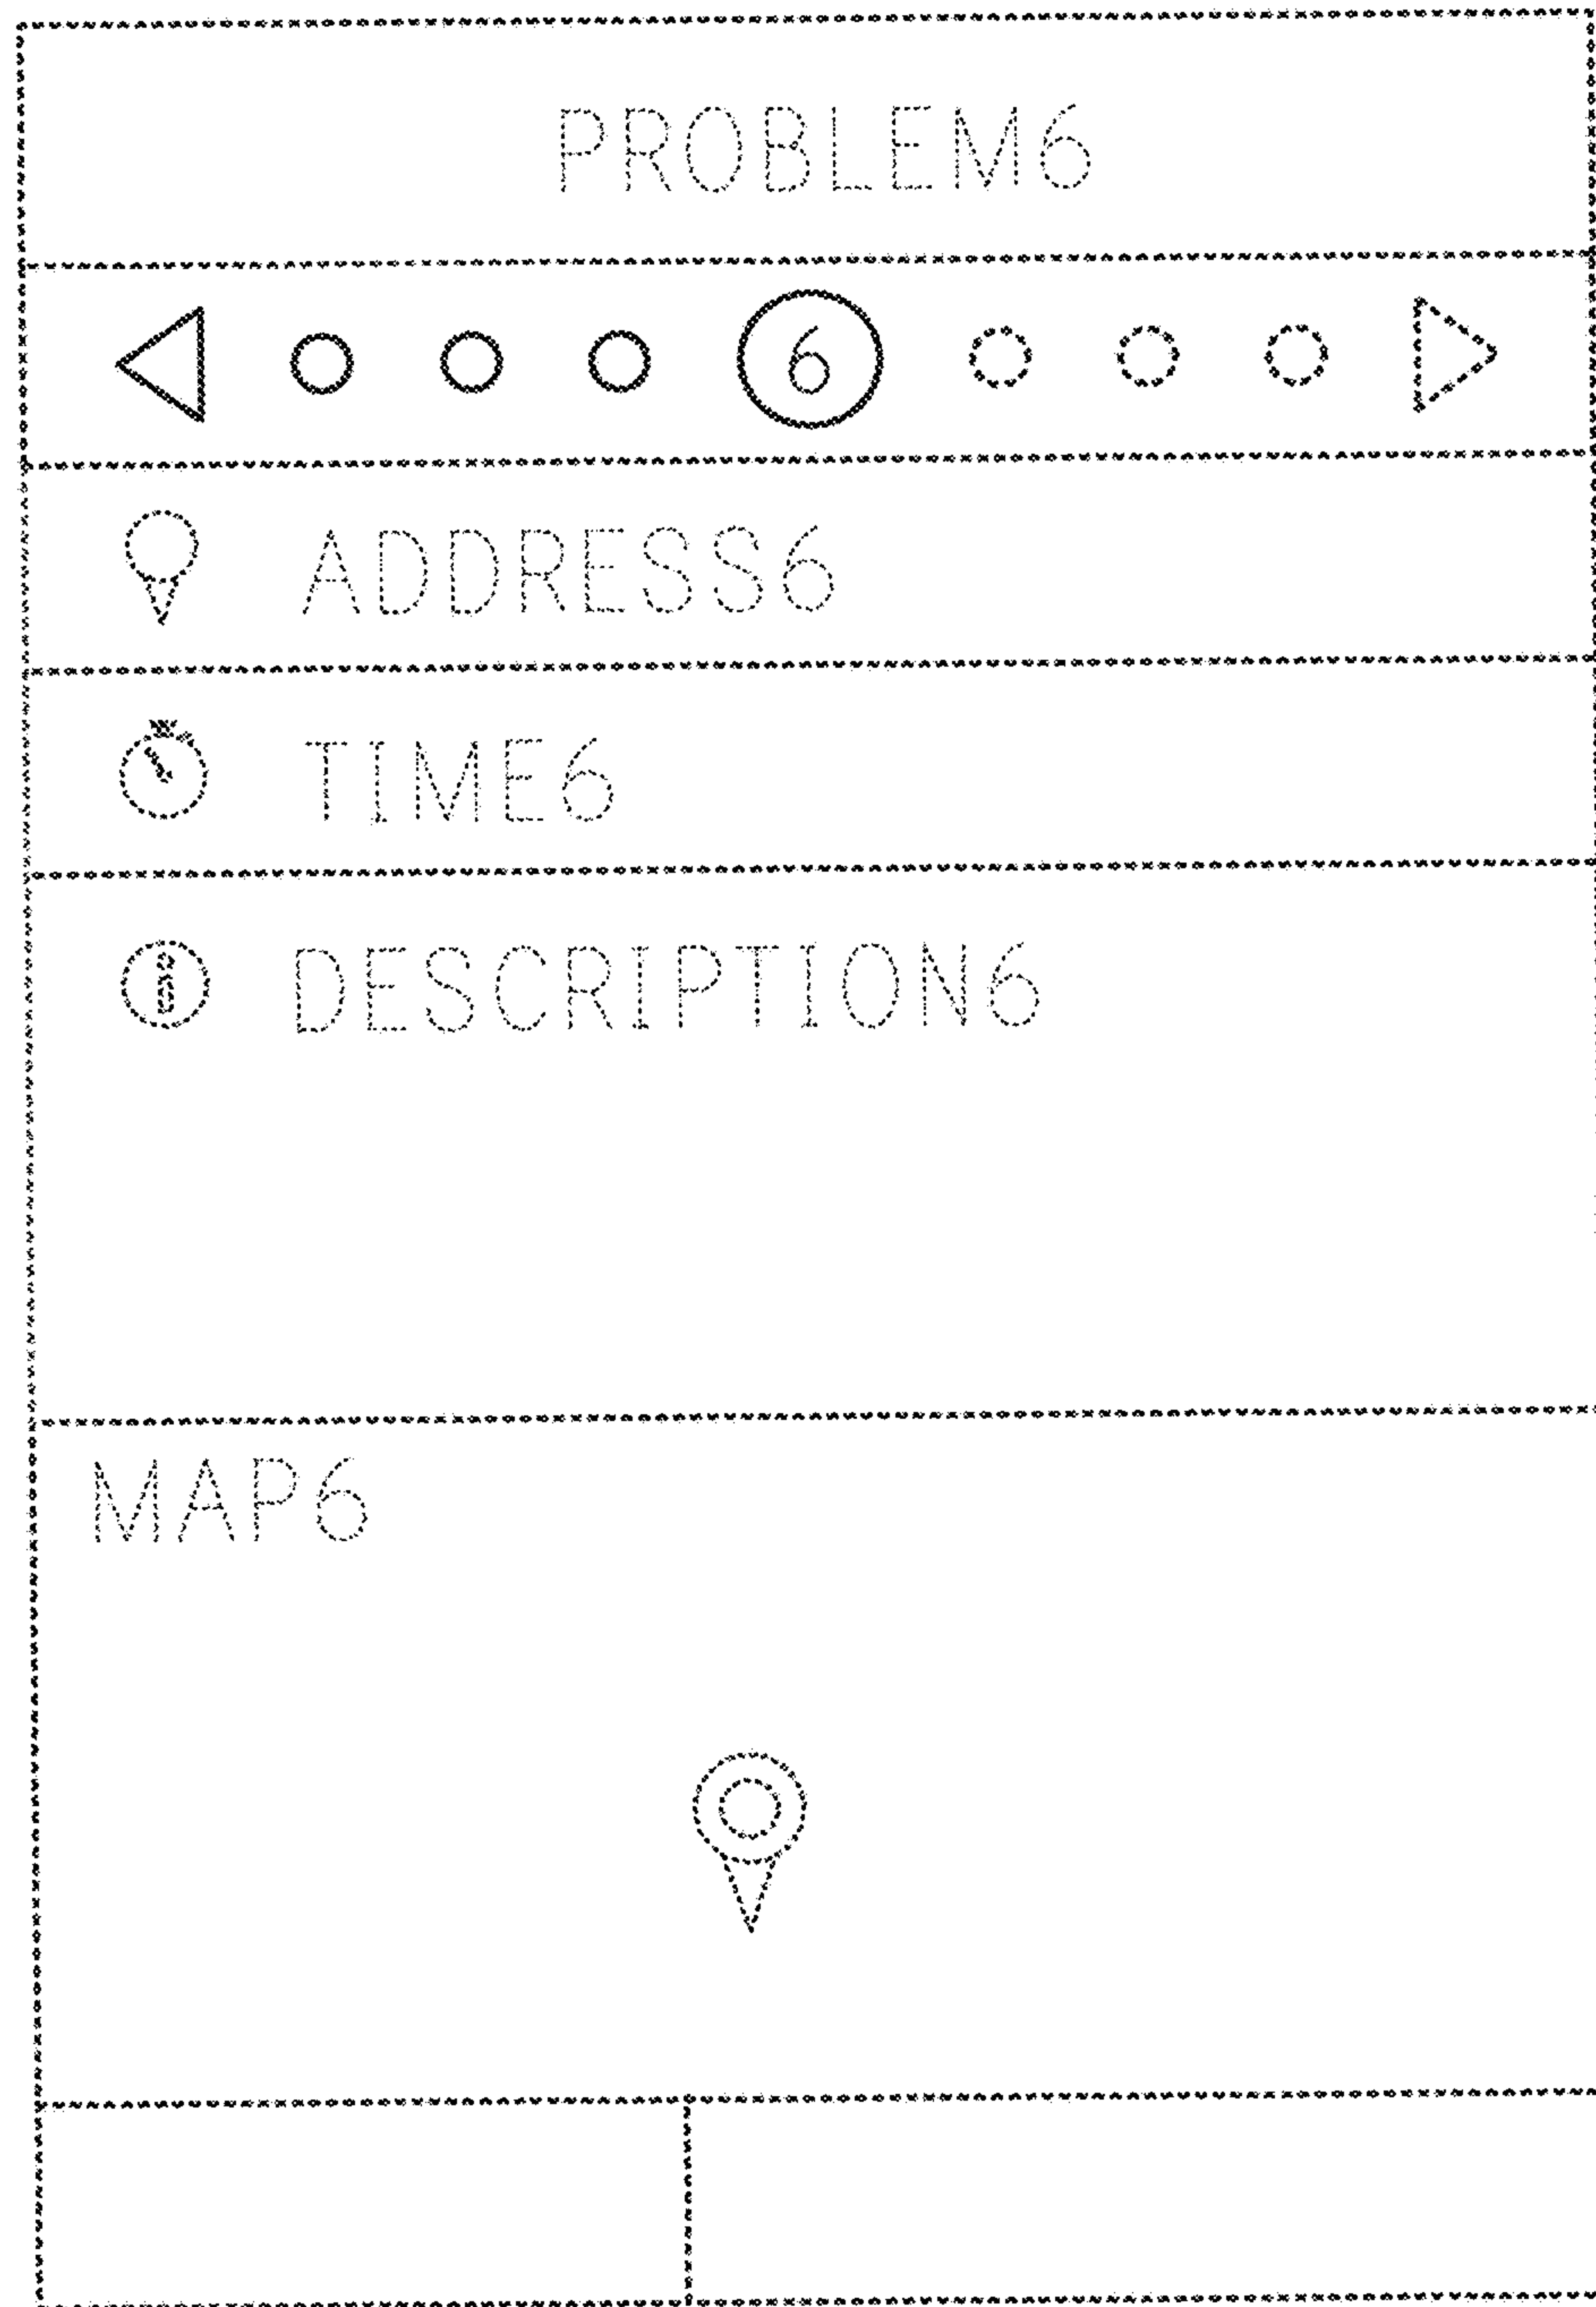 PROBLEM6
6
ADDRESS6
TIME6
i DESCRIPTION6
MAP6